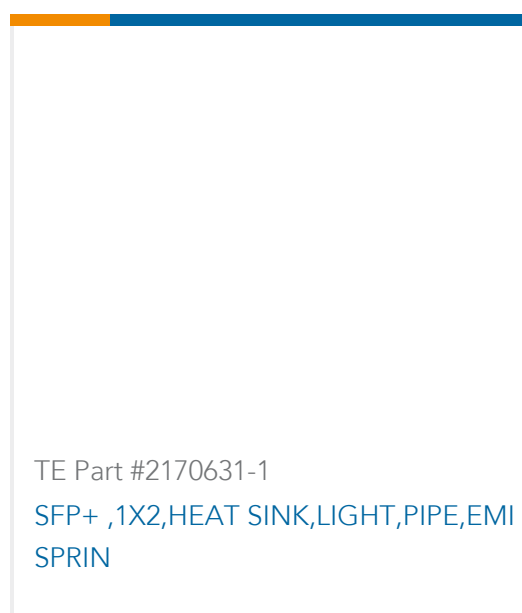 TE Part #2170631-1
SFP+ ,1X2,HEAT SINK,LIGHT,PIPE,EMI
SPRIN